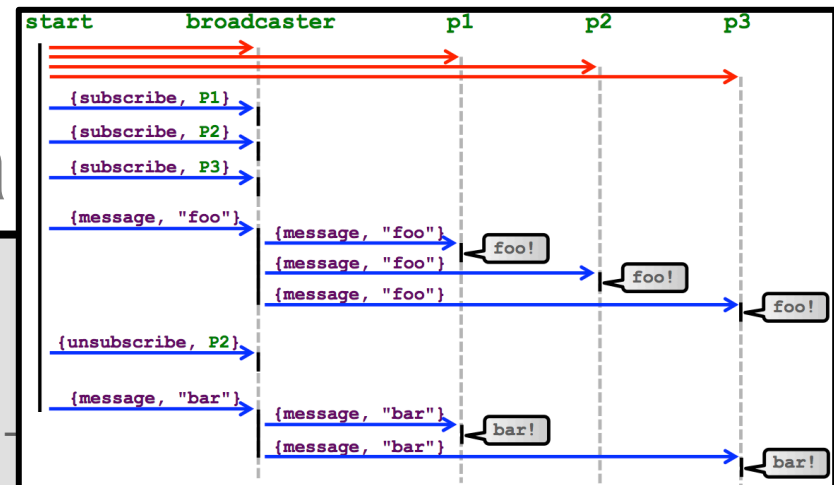 start broadcaster p1 p2 p3
{subscribe, P1}
{subscribe, P2}
{subscribe, P3}
{message, "foo"}
{message, "foo"}
foo!
{message, "foo"}
foo!
{message, "foo"}
foo!
{unsubscribe, P2}
{message, "bar"}
{message, "bar"}
bar!
{message, "bar"}
bar!